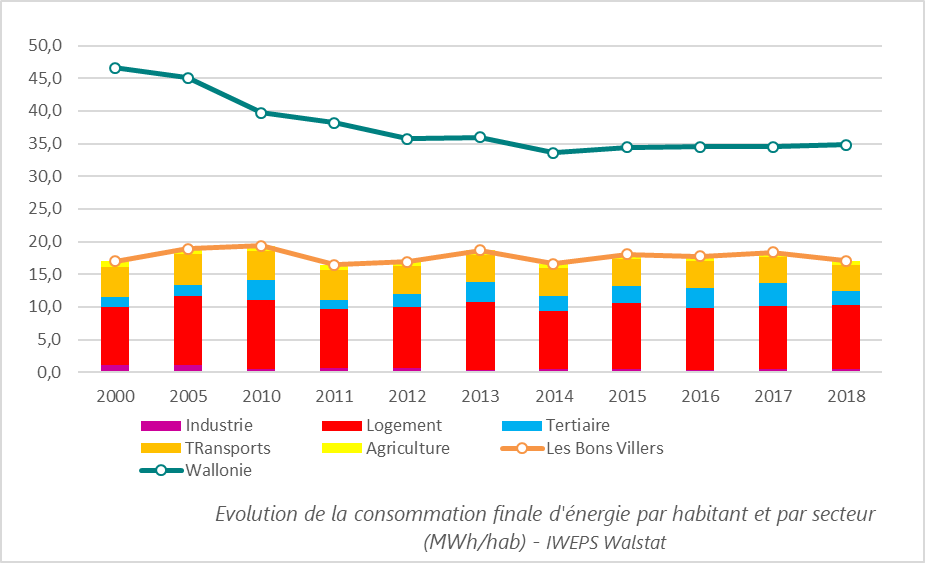 50,0
45,0
40,0
35,0
30,0
25,0
20,0
15,0
10,0
5,0
0,0
2000 2005 2010 2011 2012 2013 2014 2015 2016 2017 2018
Industrie Logement Tertiaire
TRansports Agriculture Les Bons Villers
Wallonie
Evolution de la consommation finale d'énergie par habitant et par secteur
(MWh/hab) - IWEPS Walstat